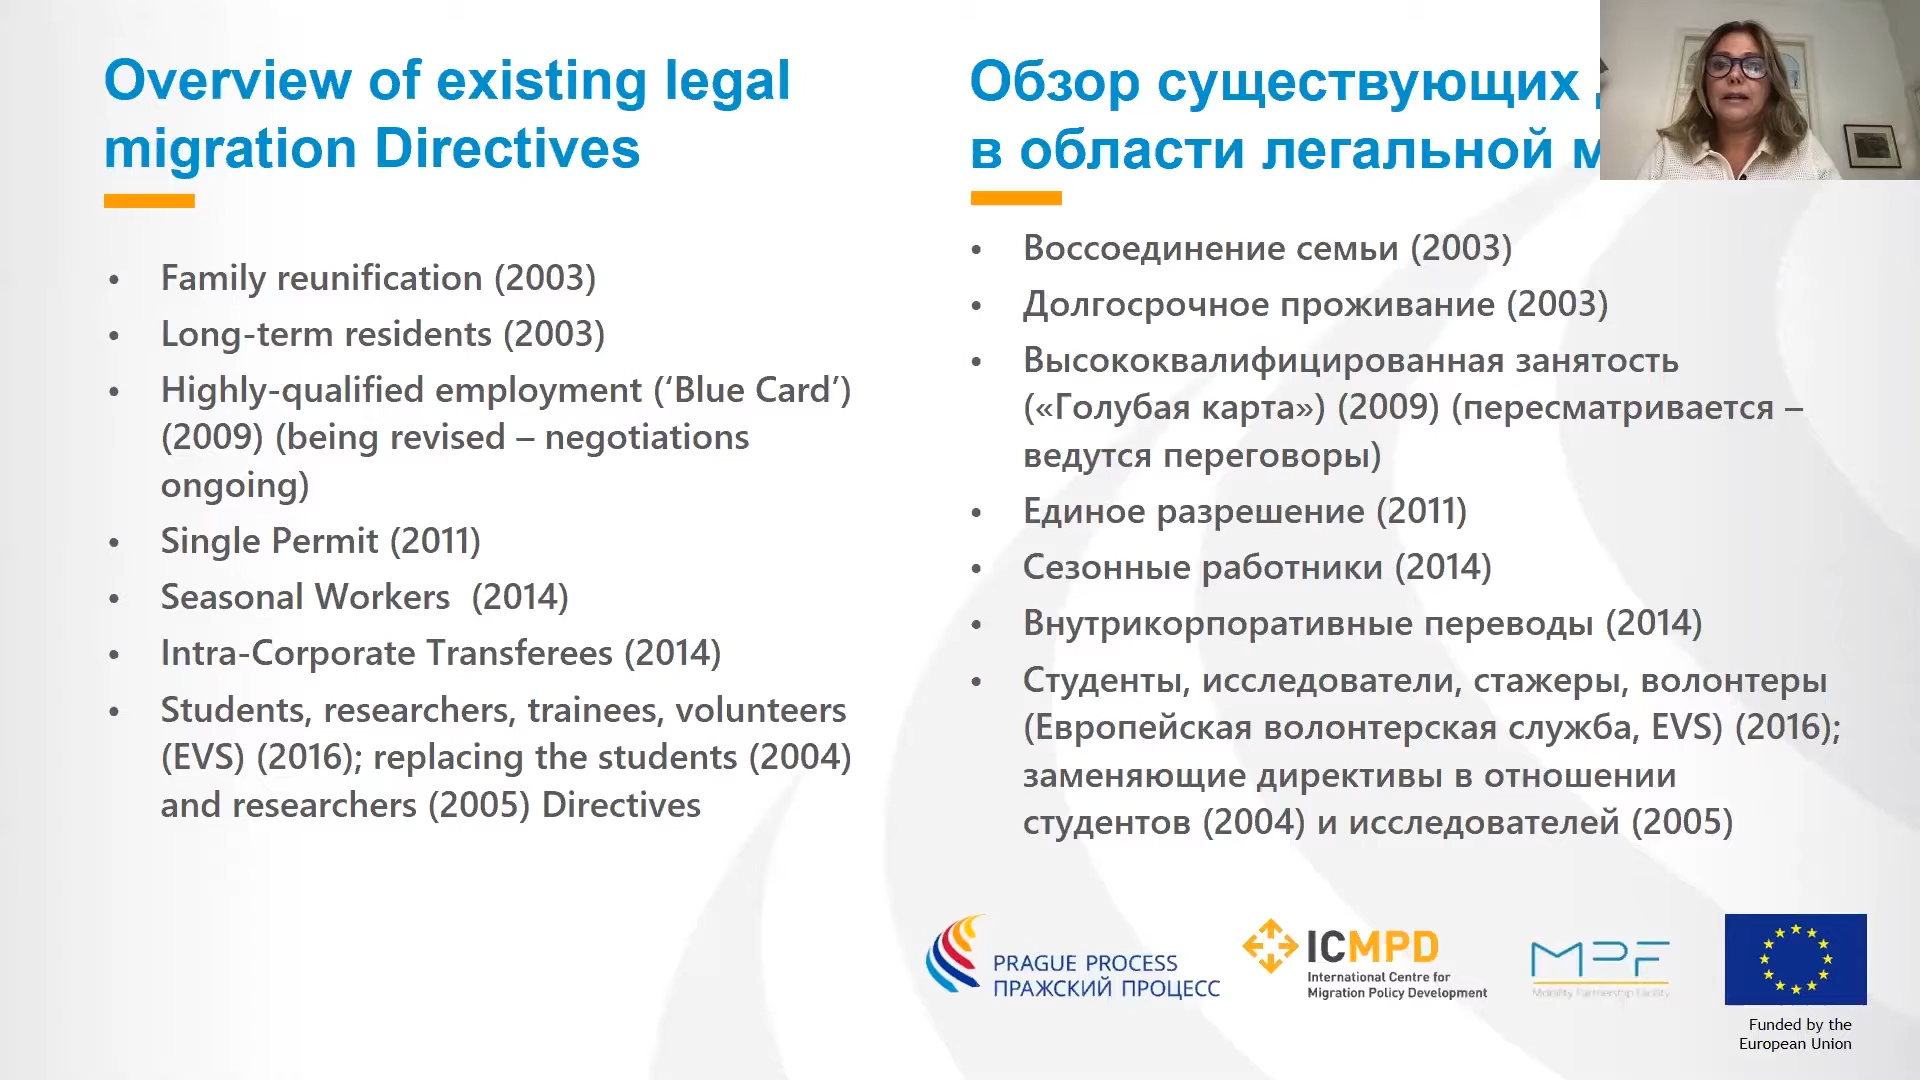 Overview of existing legal
migration Directives
• Family reunification (2003)
• Long-term residents (2003)
• Highly-qualified employment (‘Blue Card’)
(2009) (being revised – negotiations
ongoing)
• Single Permit (2011)
• Seasonal Workers (2014)
• Intra-Corporate Transferees (2014)
• Students, researchers, trainees, volunteers
(EVS) (2016); replacing the students (2004)
and researchers (2005) Directives
Обзор существующих
в области легальной
• Воссоединение семьи (2003)
• Долгосрочное проживание (2003)
• Высококвалифицированная занятость
(«Голубая карта») (2009) (пересматривается –
ведутся переговоры)
• Единое разрешение (2011)
• Сезонные работники (2014)
• Внутрикорпоративные переводы (2014)
• Студенты, исследователи, стажеры, волонтеры
(Европейская волонтерская служба, EVS) (2016);
заменяющие директивы в отношении
студентов (2004) и исследователей (2005)
PRAGUE PROCESS
ПРАЖСКИЙ ПРОЦЕСС
ICMPD
International Centre for
Migration Policy Development
MPF
Mobility Partnership Facility
Funded by the
European Union